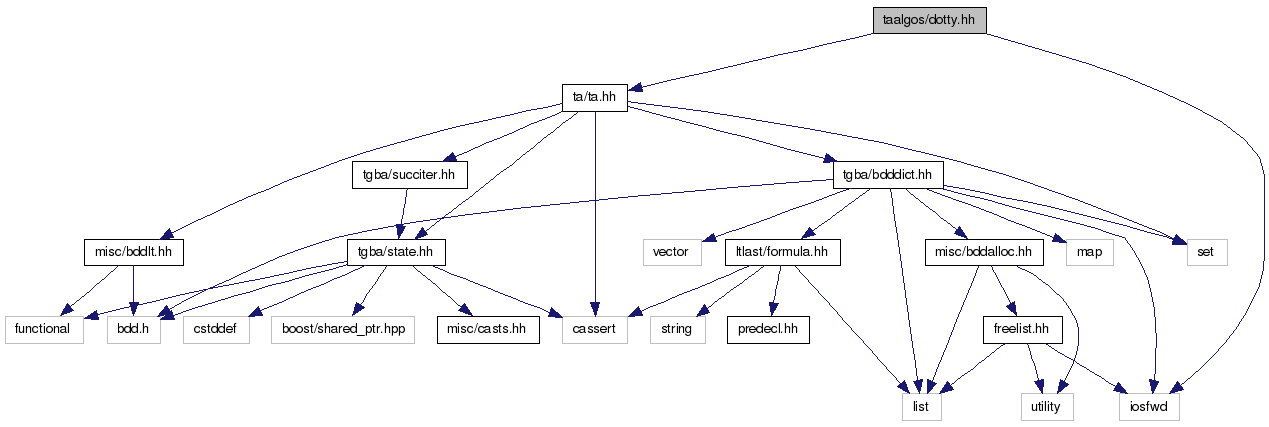 taalgos/dotty.hh
ta/ta.hh
tgba/succiter.hh
tgba/bdddict.hh
misc/bddlt.hh
tgba/state.hh
vector
ltlast/formula.hh
misc/bddalloc.hh
map
set
functional
bdd.h
cstddef
boost/shared_ptr.hpp
misc/casts.hh
cassert
string
predecl.hh
freelist.hh
list
utility
iosfwd